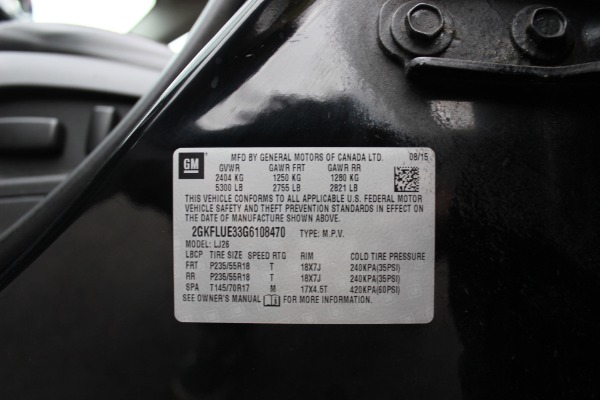 GM MFD BY GENERAL MOTORS OF CANADA LTD. 08/15
GVWR GAWR FRT GAWR RR
2404 KG 1250 KG 1280 KG
5300 LB 2755 LB 2821 LB
THIS VEHICLE CONFORMS TO ALL APPLICABLE U.S. FEDERAL MOTOR
VEHICLE SAFETY AND THEFT PREVENTION STANDARDS IN EFFECT ON
THE DATE OF MANUFACTURE SHOWN ABOVE.
2GKFLUE33G6108470 TYPE: M.P.V.
MODEL: LJ26
LBCP TIRE SIZE SPEED RTG RIM COLD TIRE PRESSURE
FRT P235/55R18 T 18X7J 240KPA(35PSI)
RR P235/55R18 T 18X7J 240KPA(35PSI)
SPA T145/70R17 M 17X4.5T 420KPA(60PSI)
SEE OWNER'S MANUAL FOR MORE INFORMATION.